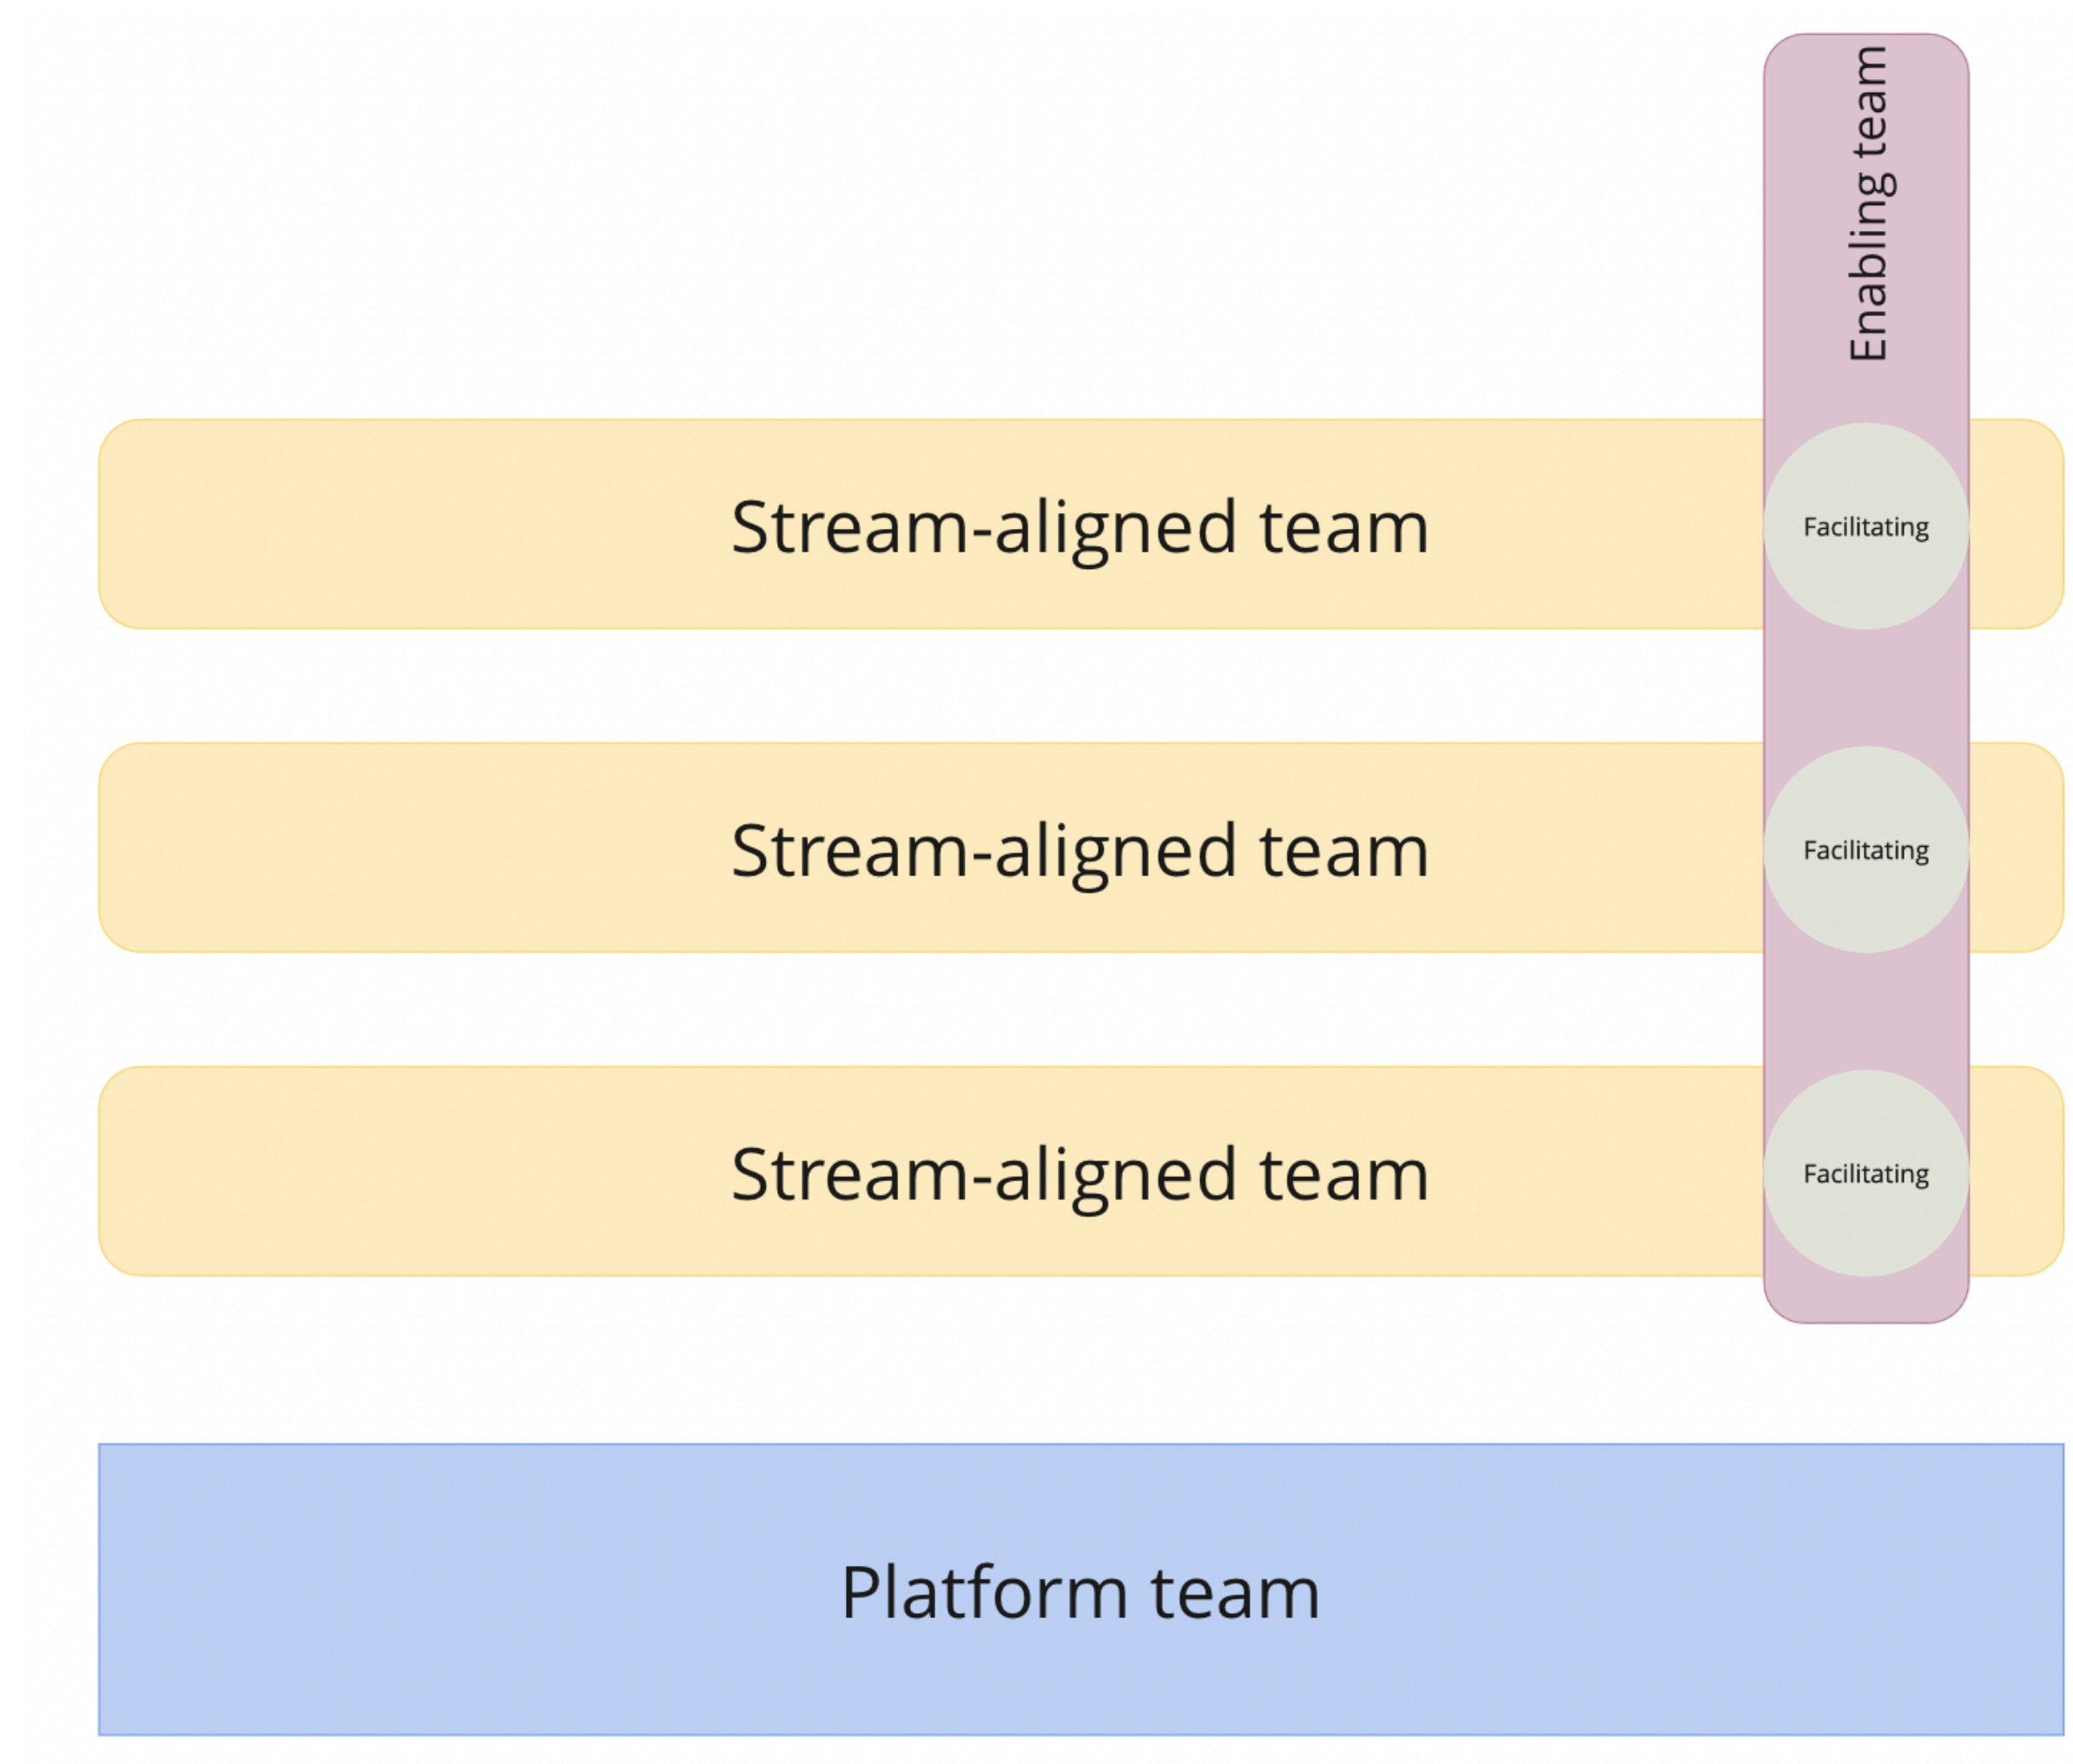 Enabling team
Stream-aligned team
Facilitating
Stream-aligned team
Facilitating
Stream-aligned team
Facilitating
Platform team